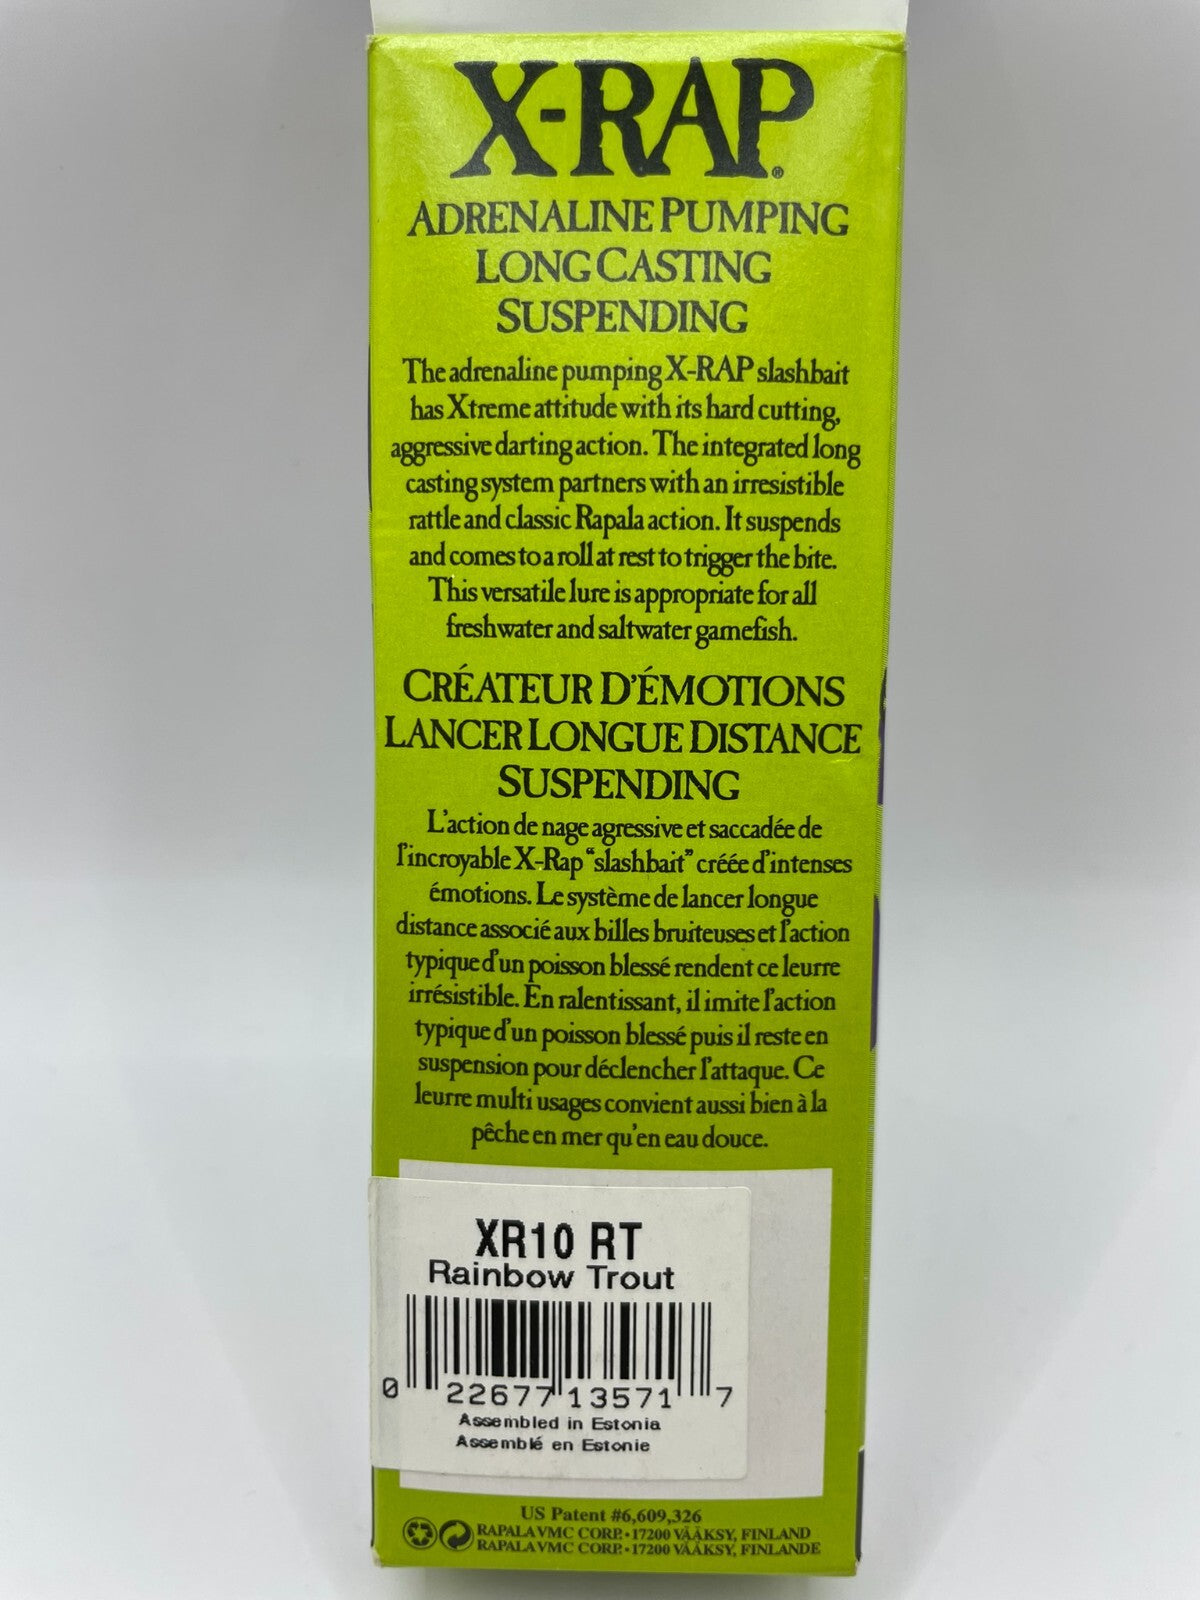 X-RAP®
ADRENALINE PUMPING
LONG CASTING
SUSPENDING
The adrenaline pumping X-RAP slashbait
has Xtreme attitude with its hard cutting,
aggressive darting action. The integrated long
casting system partners with an irresistible
rattle and classic Rapala action. It suspends
and comes to a roll at rest to trigger the bite.
This versatile lure is appropriate for all
freshwater and saltwater gamefish.
CRÉATEUR D'ÉMOTIONS
LANCER LONGUE DISTANCE
SUSPENDING
L'action de nage agressive et saccadée de
l'incroyable X-Rap "slashbait" créée d'intenses
émotions. Le système de lancer longue
distance associé aux billes bruiteuses et l'action
typique d'un poisson blessé rendent ce leurre
irrésistible. En ralentissant, il imite l'action
typique d'un poisson blessé puis il reste en
suspension pour déclencher l'attaque. Ce
leurre multi usages convient aussi bien à la
pêche en mer qu'en eau douce.
XR10 RT
Rainbow Trout
0 22677 13571 7
Assembled in Estonia
Assemblé en Estonie
US Patent #6,609,326
RAPALA VMC CORP. • 17200 VÄÄKSY, FINLAND
RAPALA VMC CORP. • 17200 VÄÄKSY, FINLANDE